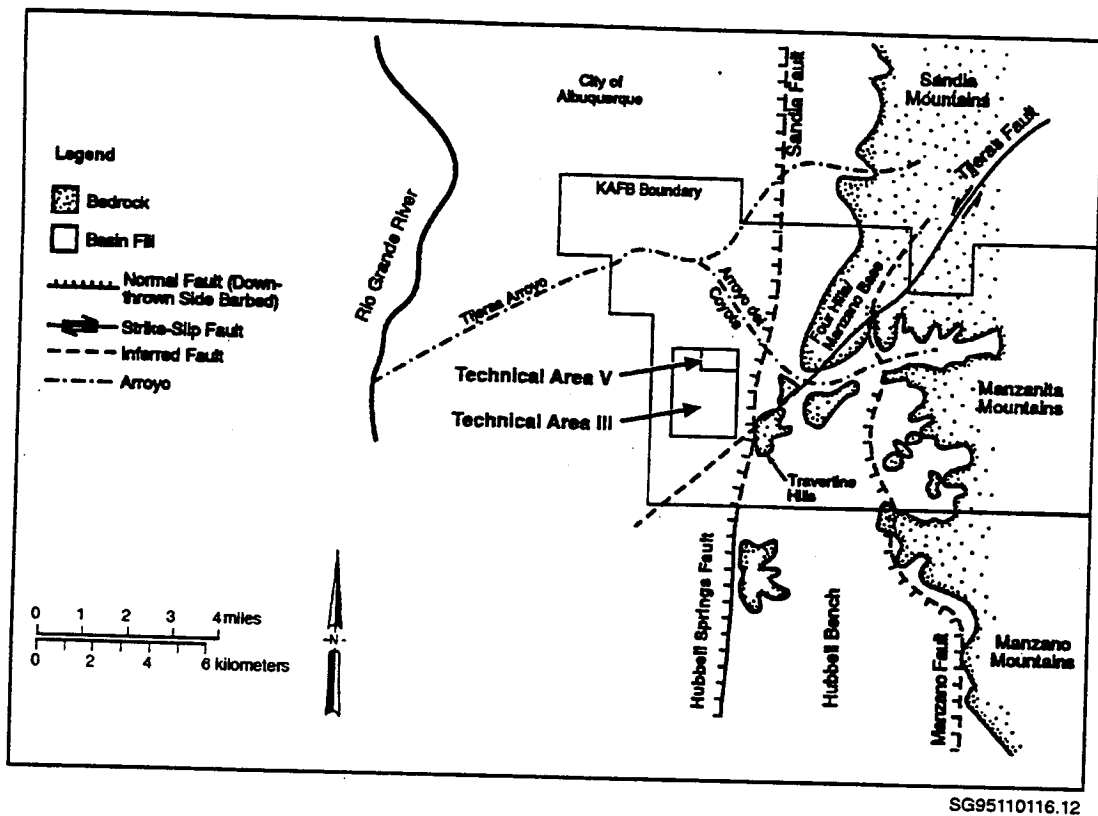 City of
Albuquerque
Sandia
Mountains
Sandia Fault
Tijeras Fault
Legend
Bedrock
Basin Fill
Normal Fault (Down-
thrown Side Barbed)
Strike-Slip Fault
Inferred Fault
Arroyo
Rio Grande River
KAFB Boundary
Tijeras Arroyo
Arroyo del
Coyote
Four Hills/
Manzano Base
Technical Area V
Technical Area III
Manzanita
Mountains
Travertine
Hills
Hubbell Springs Fault
Hubbell Bench
Manzano Fault
Manzano
Mountains
0 1 2 3 4 miles
0 2 4 6 kilometers
N
SG95110116.12